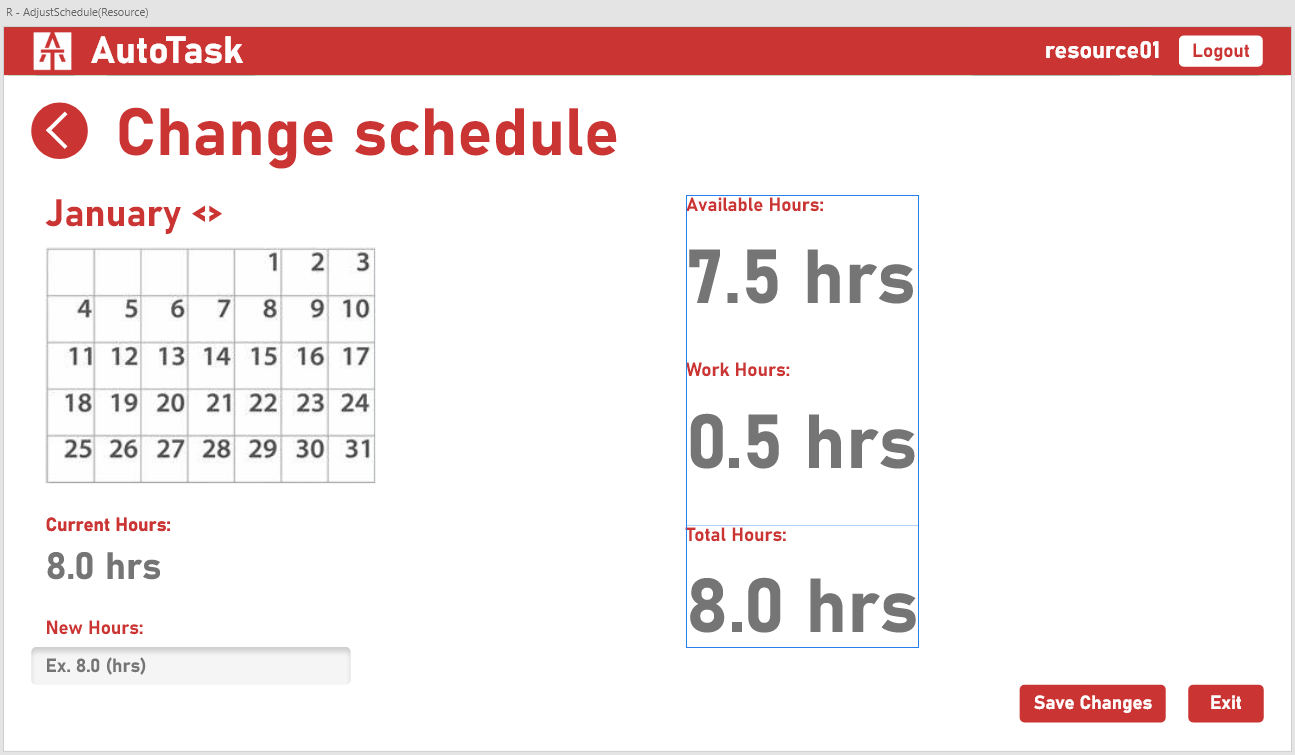 R - AdjustSchedule(Resource)
AutoTask
resource01
Logout
Change schedule
January <>
1 2 3
4 5 6 7 8 9 10
11 12 13 14 15 16 17
18 19 20 21 22 23 24
25 26 27 28 29 30 31
Current Hours:
8.0 hrs
New Hours:
Ex. 8.0 (hrs)
Available Hours:
7.5 hrs
Work Hours:
0.5 hrs
Total Hours:
8.0 hrs
Save Changes
Exit